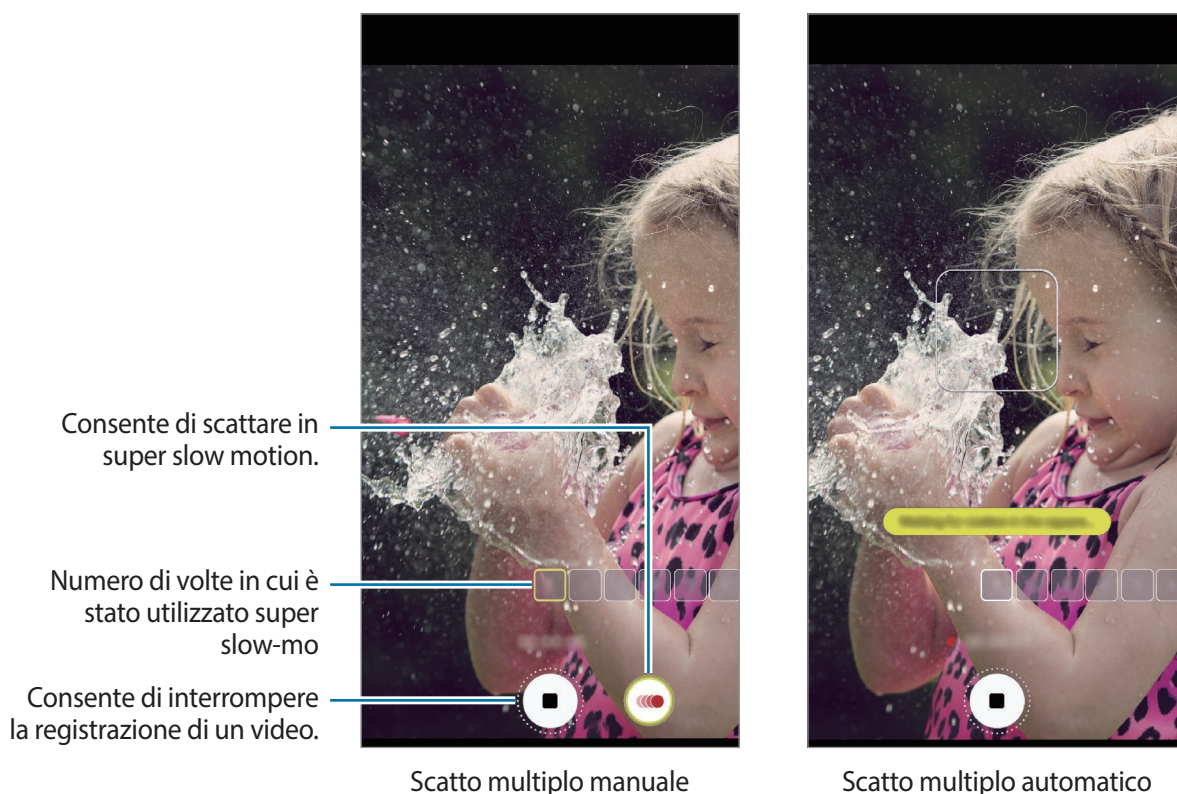 Consente di scattare in
super slow motion.
Numero di volte in cui è
stato utilizzato super
slow-mo
Consente di interrompere
la registrazione di un video.
Scatto multiplo manuale
Scatto multiplo automatico